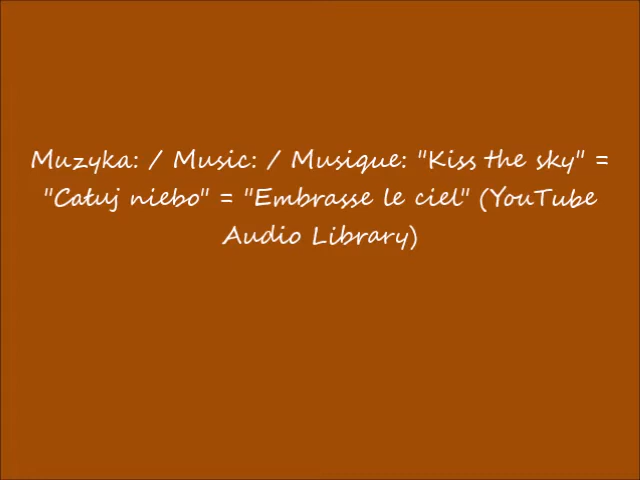 Muzyka: / Music: / Musique: "Kiss the sky" =
"Całuj niebo" = "Embrasse le ciel" (YouTube
Audio Library)